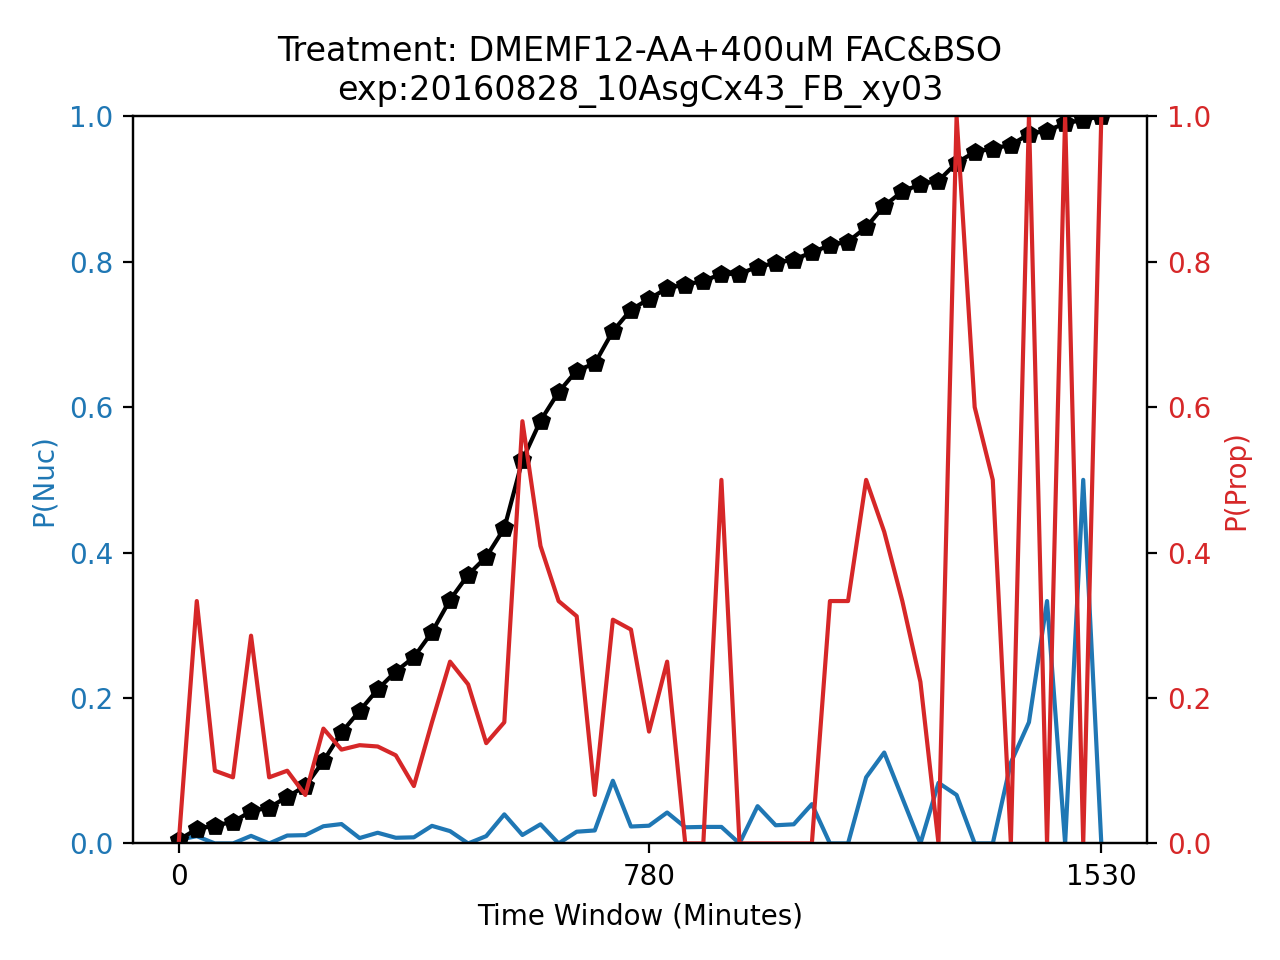 Treatment: DMEMF12-AA+400uM FAC&BSO
exp:20160828_10AsgCx43_FB_xy03
1.0
0.8
0.6
0.4
0.2
0.0
P(Nuc)
1.0
0.8
0.6
0.4
0.2
0.0
P(Prop)
0 780 1530
Time Window (Minutes)